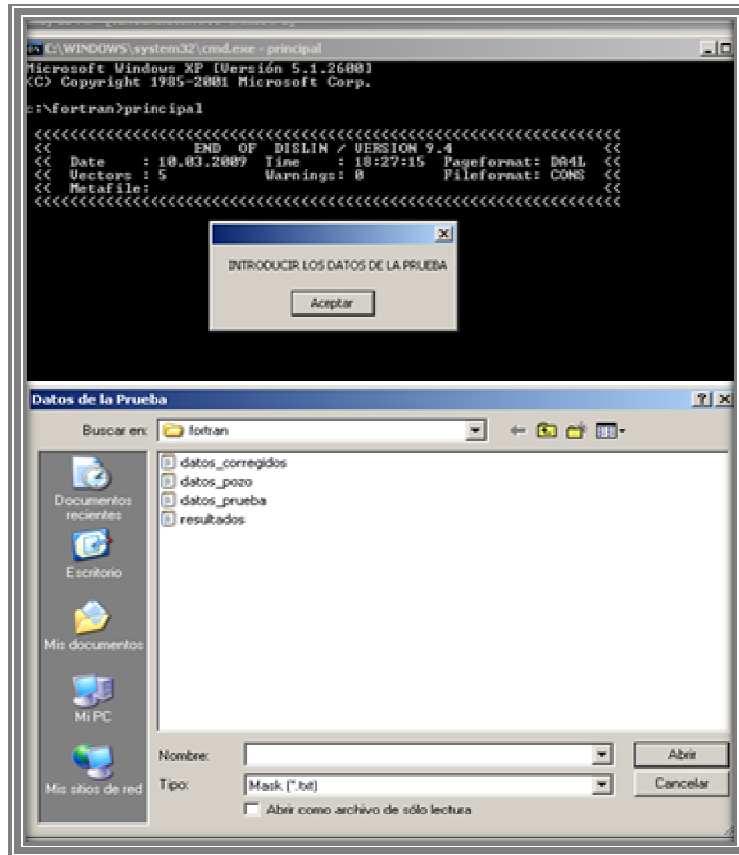 C:\WINDOWS\system32\cmd.exe - principal
Microsoft Windows XP [Versión 5.1.2600]
(C) Copyright 1985-2001 Microsoft Corp.
c:\fortran>principal
<<<<<<<<<<<<<<<<<<<<<<<<<<<<<<<<<<<<<<<<<<<<<<<<<<<<<<<<<<<<<<<<<<<
<< END OF DISLIN / VERSION 9.4 <<
<< Date : 10.03.2009 Time : 18:27:15 Pageformat: DA4L <<
<< Vectors : 5 Warnings: 0 Fileformat: CONS <<
<< Metafile: <<
<<<<<<<<<<<<<<<<<<<<<<<<<<<<<<<<<<<<<<<<<<<<<<<<<<<<<<<<<<<<<<<<<<<
INTRODUCIR LOS DATOS DE LA PRUEBA
Aceptar
Datos de la Prueba
Buscar en: fortran
datos_corregidos
datos_pozo
datos_prueba
resultados
Documentos recientes
Escritorio
Mis documentos
Mi PC
Mis sitios de red
Nombre:
Abrir
Tipo: Mask (*.txt)
Cancelar
Abrir como archivo de sólo lectura